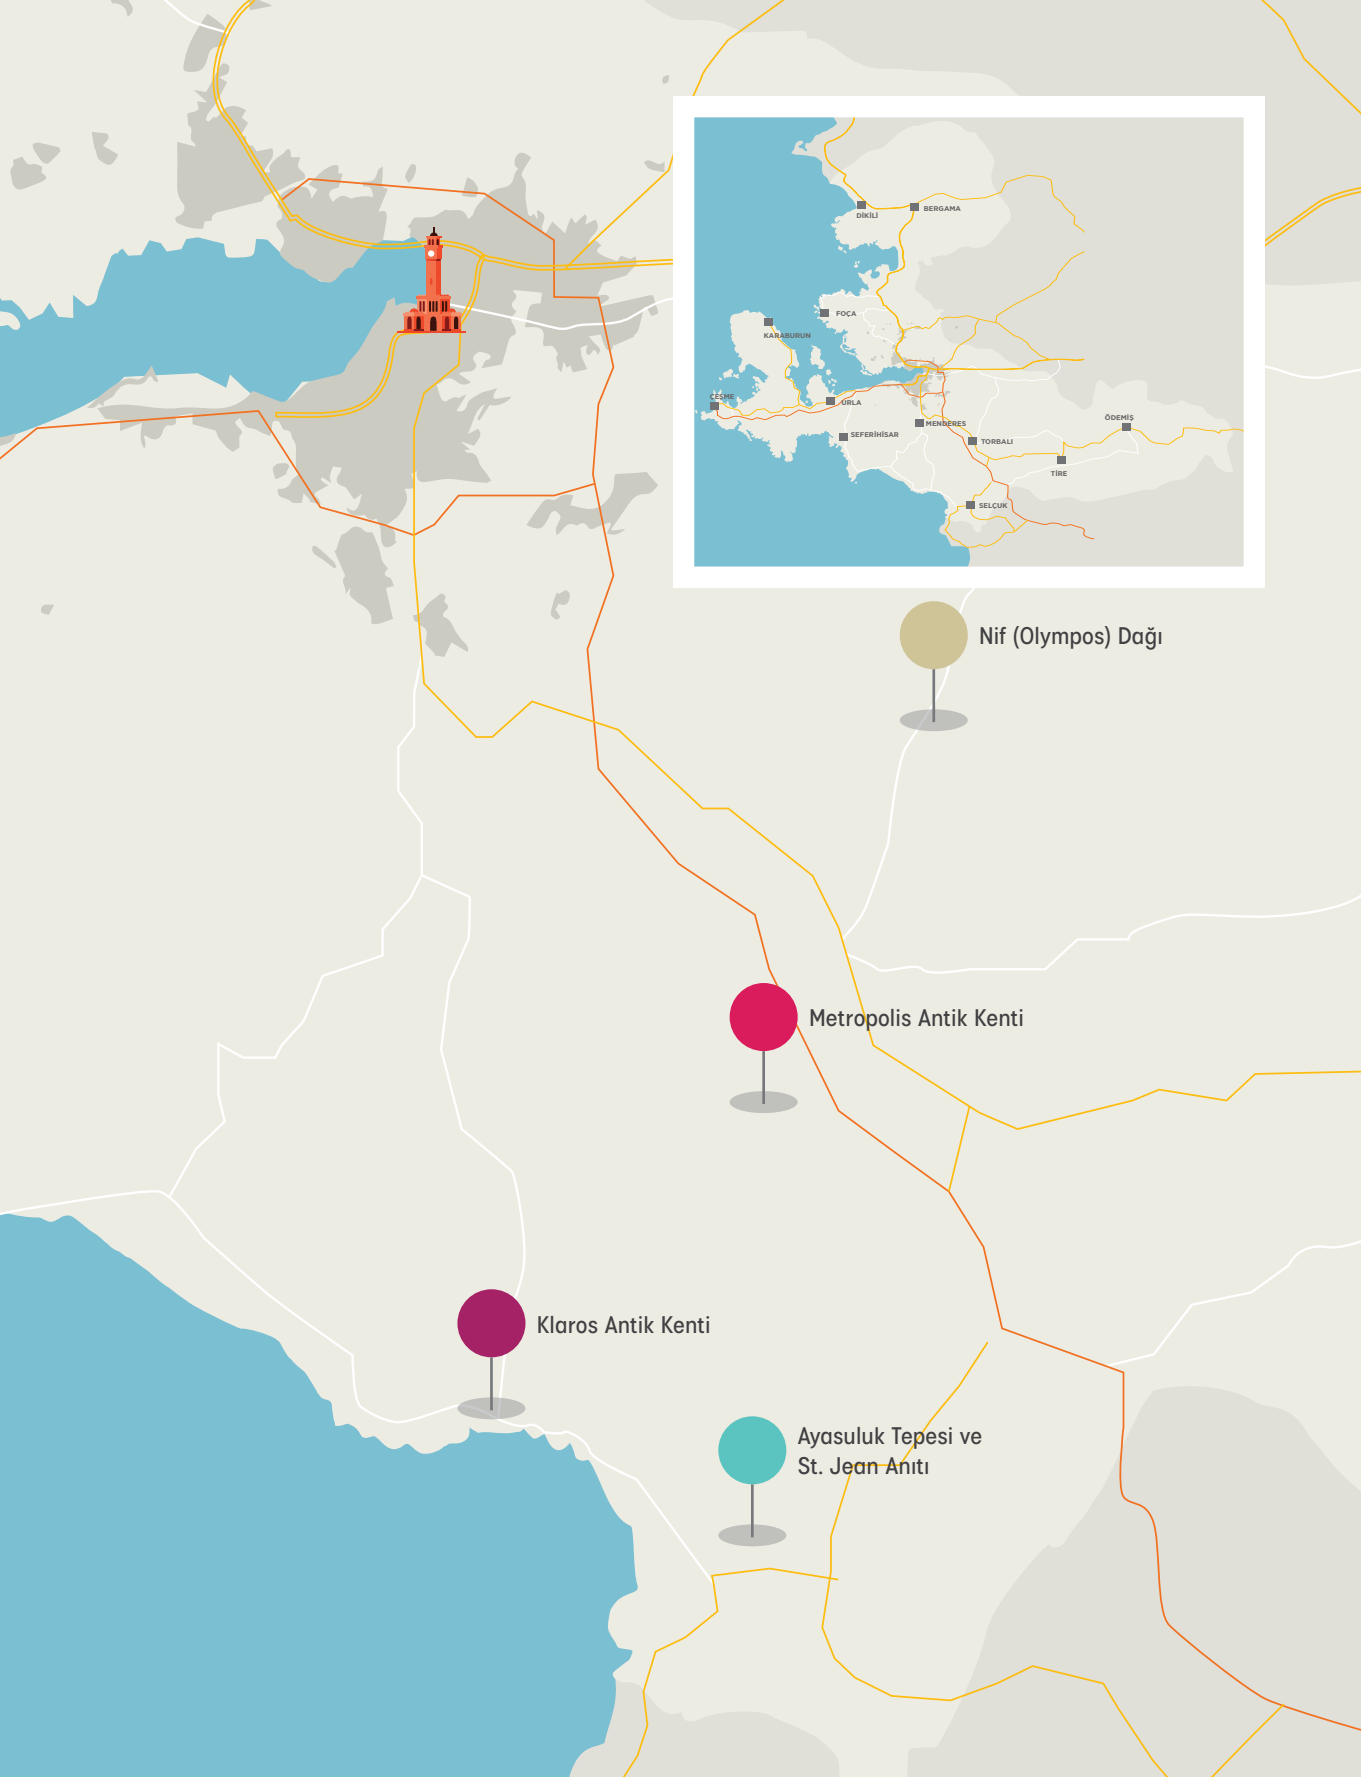 DİKİLİ
BERGAMA
FOÇA
KARABURUN
ÇEŞME
URLA
SEFERİHİSAR
MENDERES
TORBALI
ÖDEMİŞ
TİRE
SELÇUK
Nif (Olympos) Dağı
Metropolis Antik Kenti
Klaros Antik Kenti
Ayasuluk Tepesi ve
St. Jean Anıtı